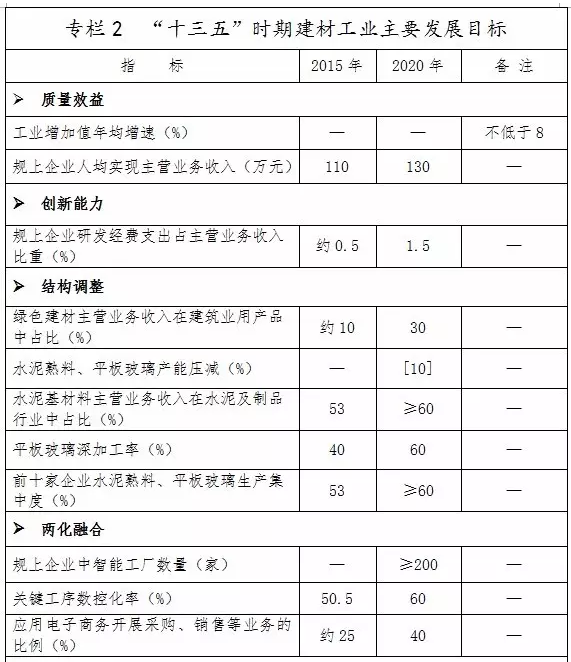 专栏2 “十三五”时期建材工业主要发展目标
指 标 2015年 2020年 备 注
➢ 质量效益
工业增加值年均增速（%） — — 不低于8
规上企业人均实现主营业务收入（万元） 110 130 —
➢ 创新能力
规上企业研发经费支出占主营业务收入
比重（%） 约0.5 1.5 —
➢ 结构调整
绿色建材主营业务收入在建筑业用产品
中占比（%） 约10 30 —
水泥熟料、平板玻璃产能压减（%） — [10] —
水泥基材料主营业务收入在水泥及制品
行业中占比（%） 53 ≥60 —
平板玻璃深加工率（%） 40 60 —
前十家企业水泥熟料、平板玻璃生产集
中度（%） 53 ≥60 —
➢ 两化融合
规上企业中智能工厂数量（家） — ≥200 —
关键工序数控化率（%） 50.5 60 —
应用电子商务开展采购、销售等业务的
比例（%） 约25 40 —